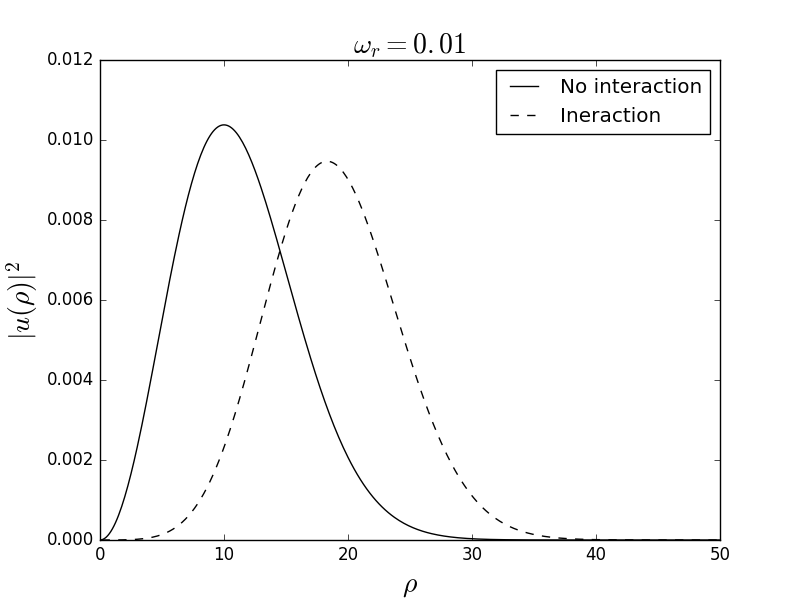 ω_r = 0.01
0.012
0.010
0.008
0.006
0.004
0.002
0.000
|u(ρ)|²
No interaction
Ineraction
0 10 20 30 40 50
ρ